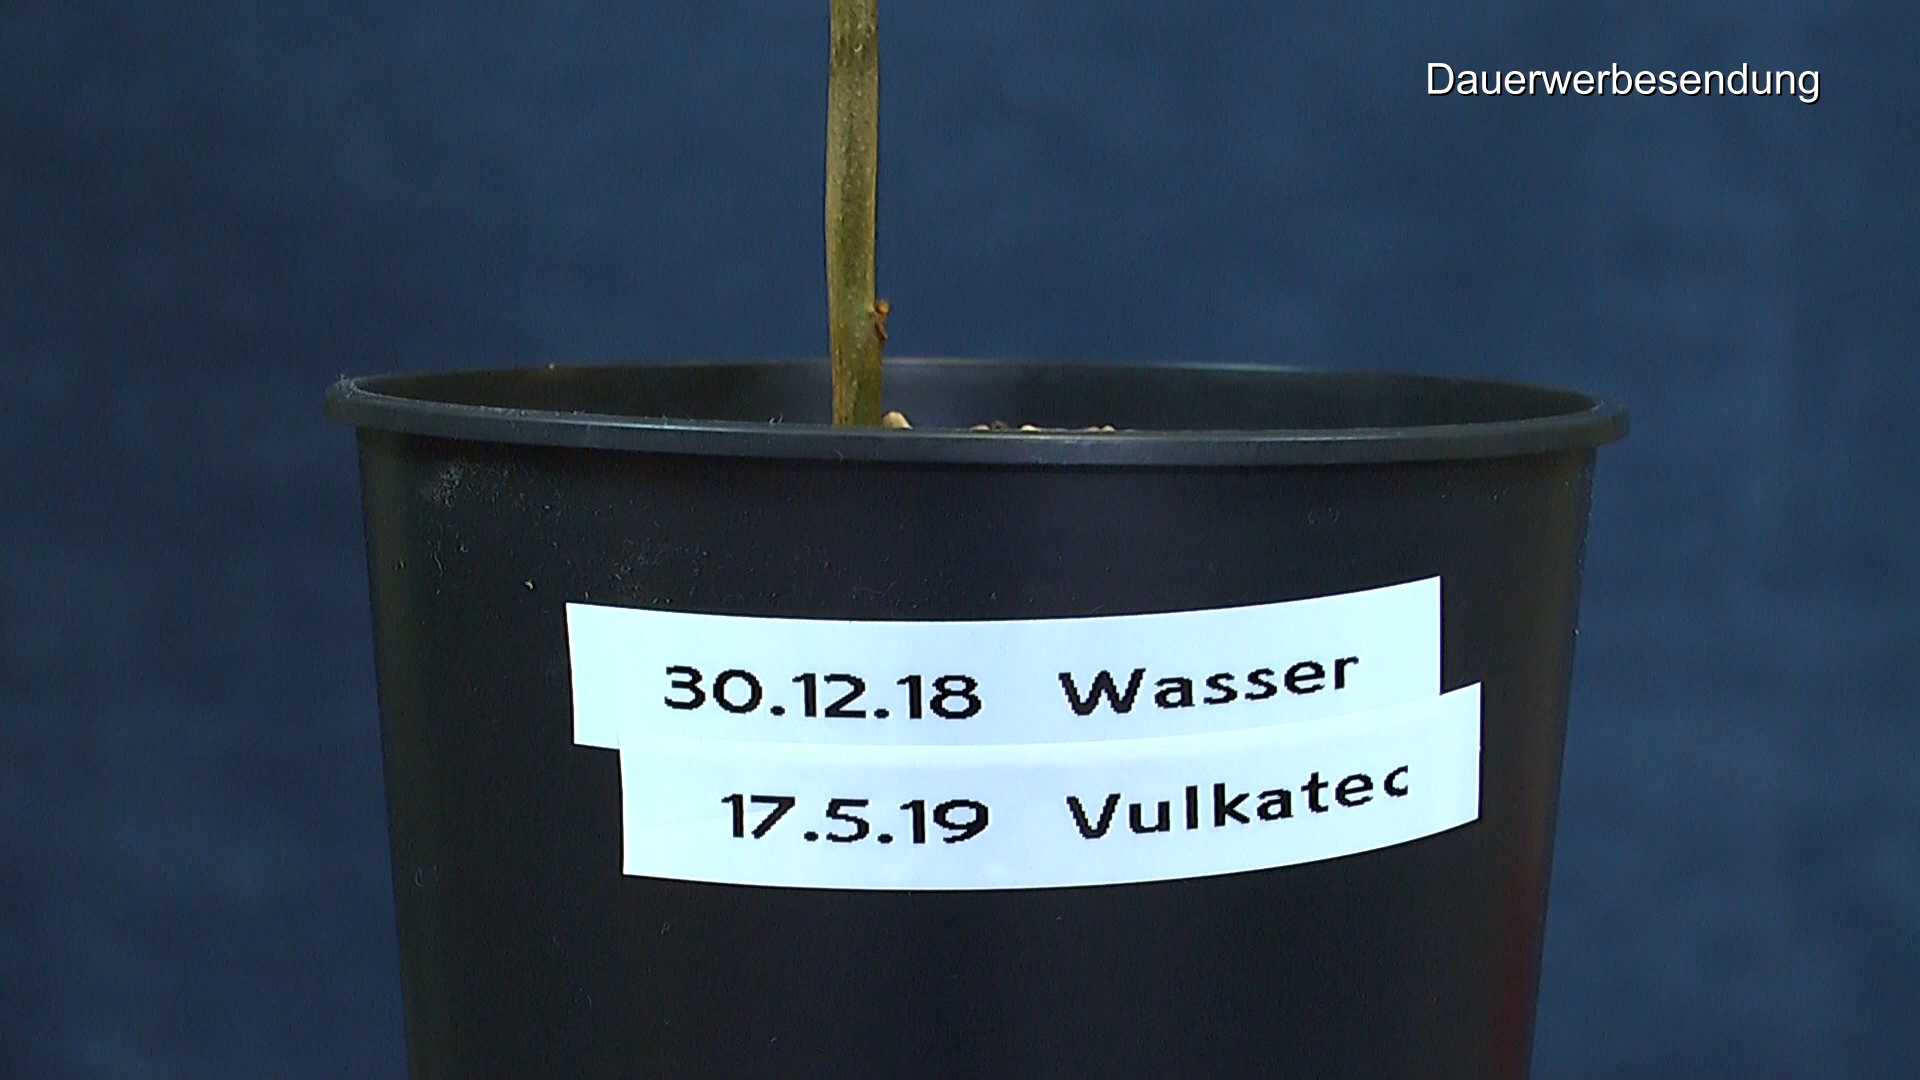 Dauerwerbesendung
30.12.18 Wasser
17.5.19 Vulkatec